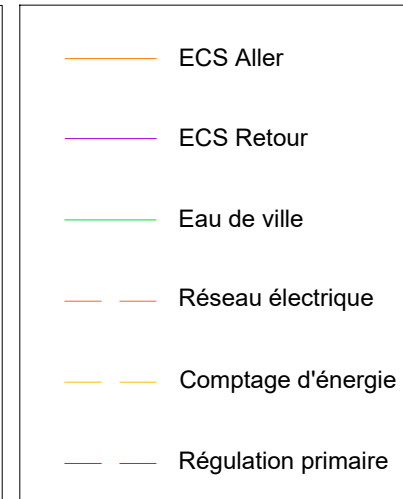 ECS Aller
ECS Retour
Eau de ville
Réseau électrique
Comptage d'énergie
Régulation primaire